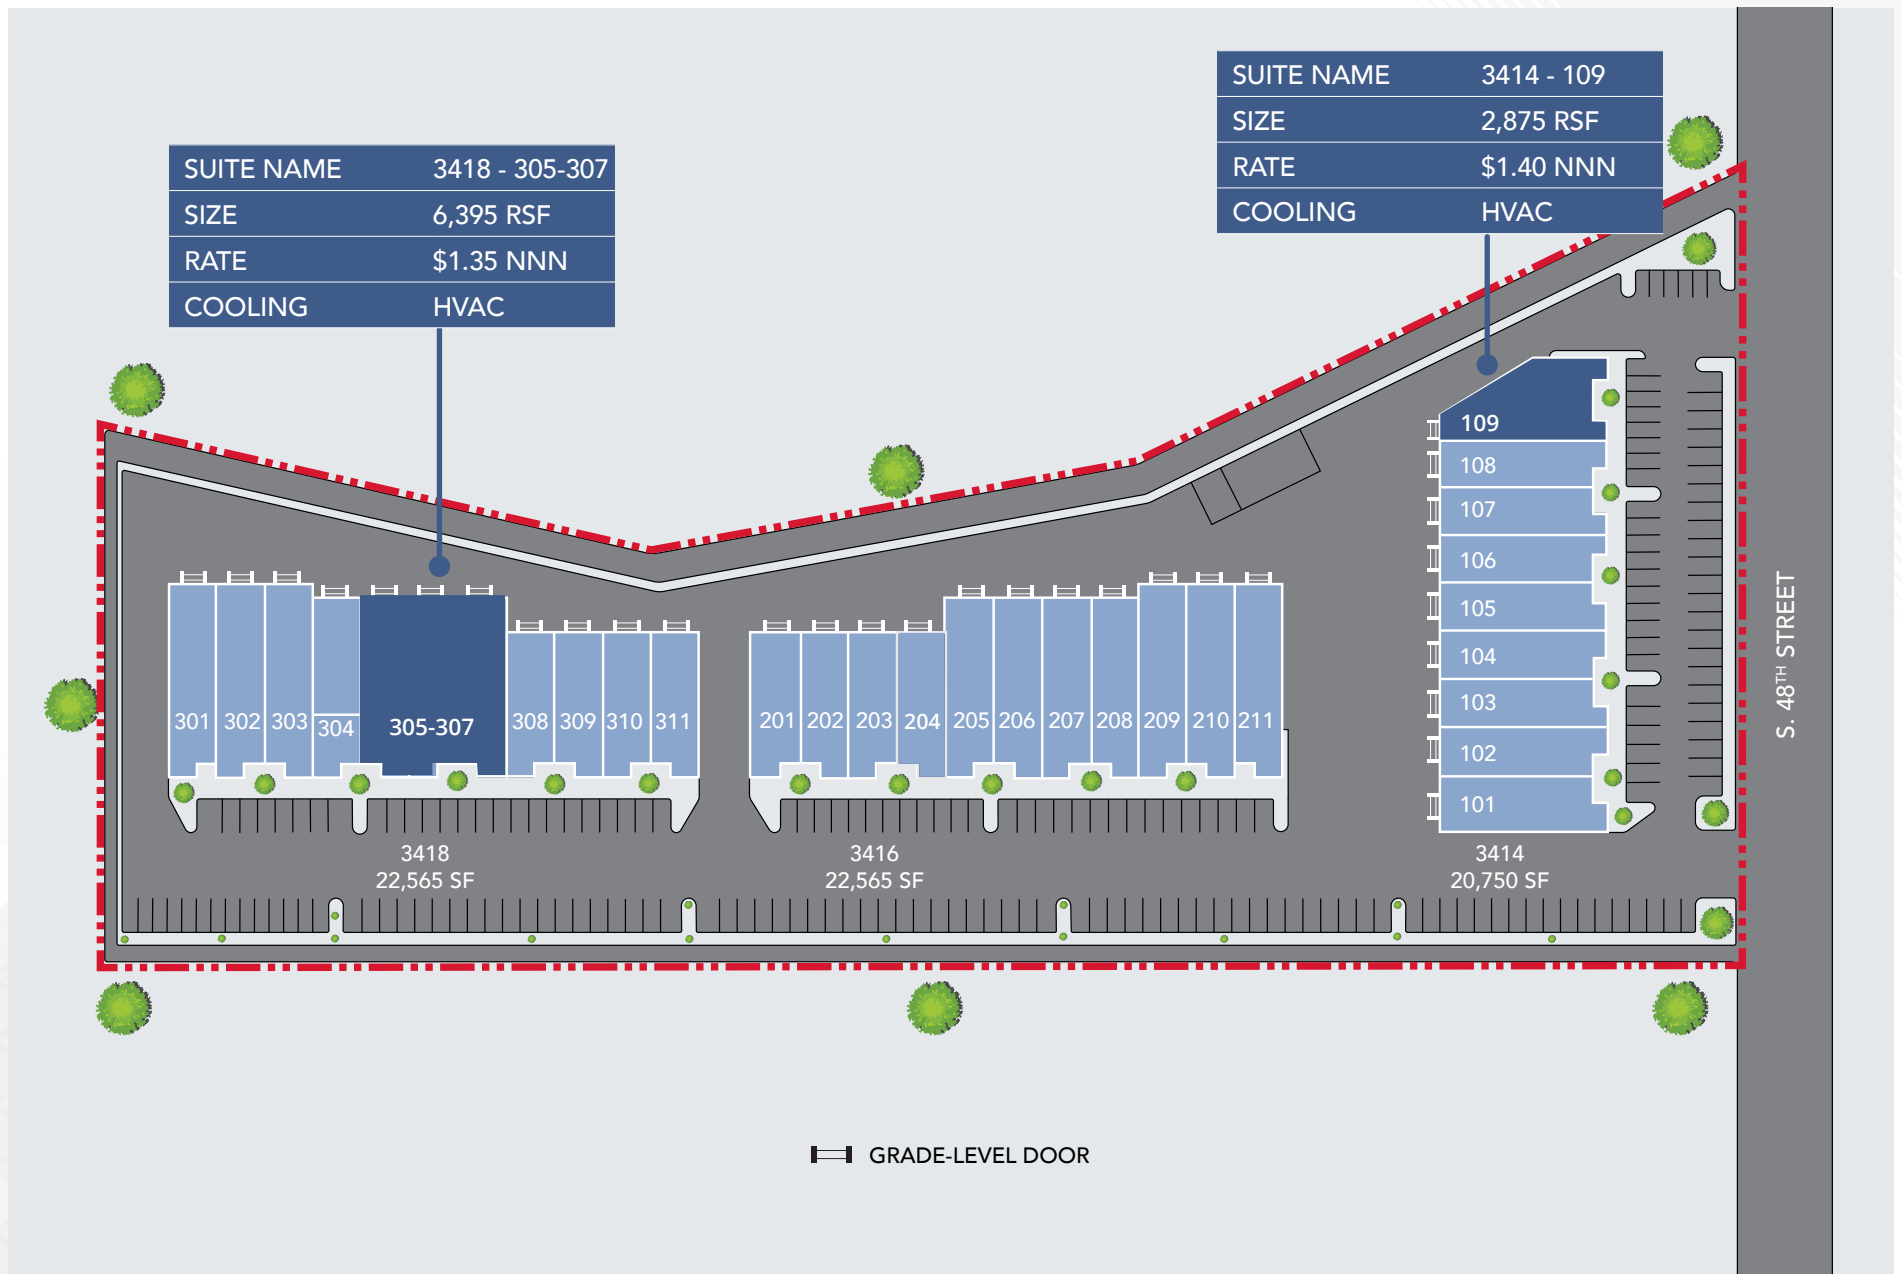 SUITE NAME 3414 - 109
SIZE 2,875 RSF
RATE $1.40 NNN
COOLING HVAC
SUITE NAME 3418 - 305-307
SIZE 6,395 RSF
RATE $1.35 NNN
COOLING HVAC
109
108
107
106
105
104
103
102
101
301 302 303 304 305-307 308 309 310 311
201 202 203 204 205 206 207 208 209 210 211
S. 48TH STREET
3418
22,565 SF
3416
22,565 SF
3414
20,750 SF
GRADE-LEVEL DOOR